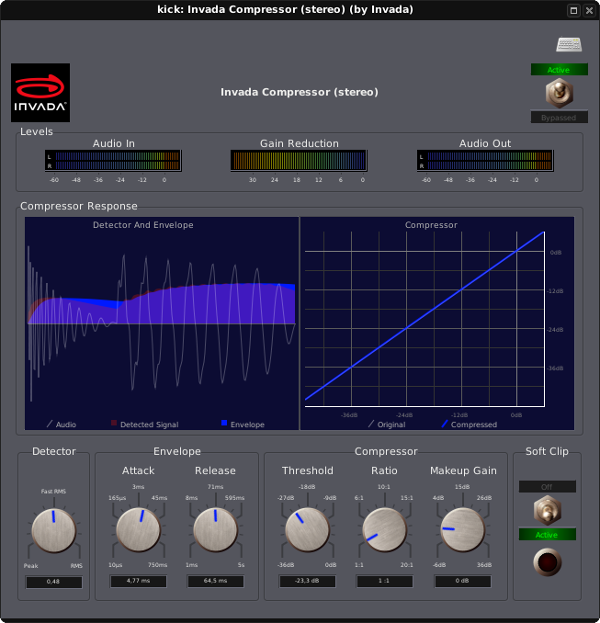 kick: Invada Compressor (stereo) (by Invada)
Active
INVADA
Invada Compressor (stereo)
Bypassed
Levels
Audio In Gain Reduction Audio Out
L L
R R
-60 -48 -36 -24 -12 0 30 24 18 12 6 0 -60 -48 -36 -24 -12 0
Compressor Response
Detector And Envelope Compressor
0dB
-12dB
-24dB
-36dB
-36dB -24dB -12dB 0dB
Audio Detected Signal Envelope Original Compressed
Detector Envelope Compressor Soft Clip
Attack Release Threshold Ratio Makeup Gain
3ms 71ms -18dB 10:1 15dB Off
Fast RMS 165µs 45ms 8ms 595ms -27dB -9dB 6:1 15:1 4dB 26dB
Active
Peak RMS 10µs 750ms 1ms 5s -36dB 0dB 1:1 20:1 -6dB 36dB
0,48 4,77 ms 64,5 ms -23,3 dB 1 :1 0 dB